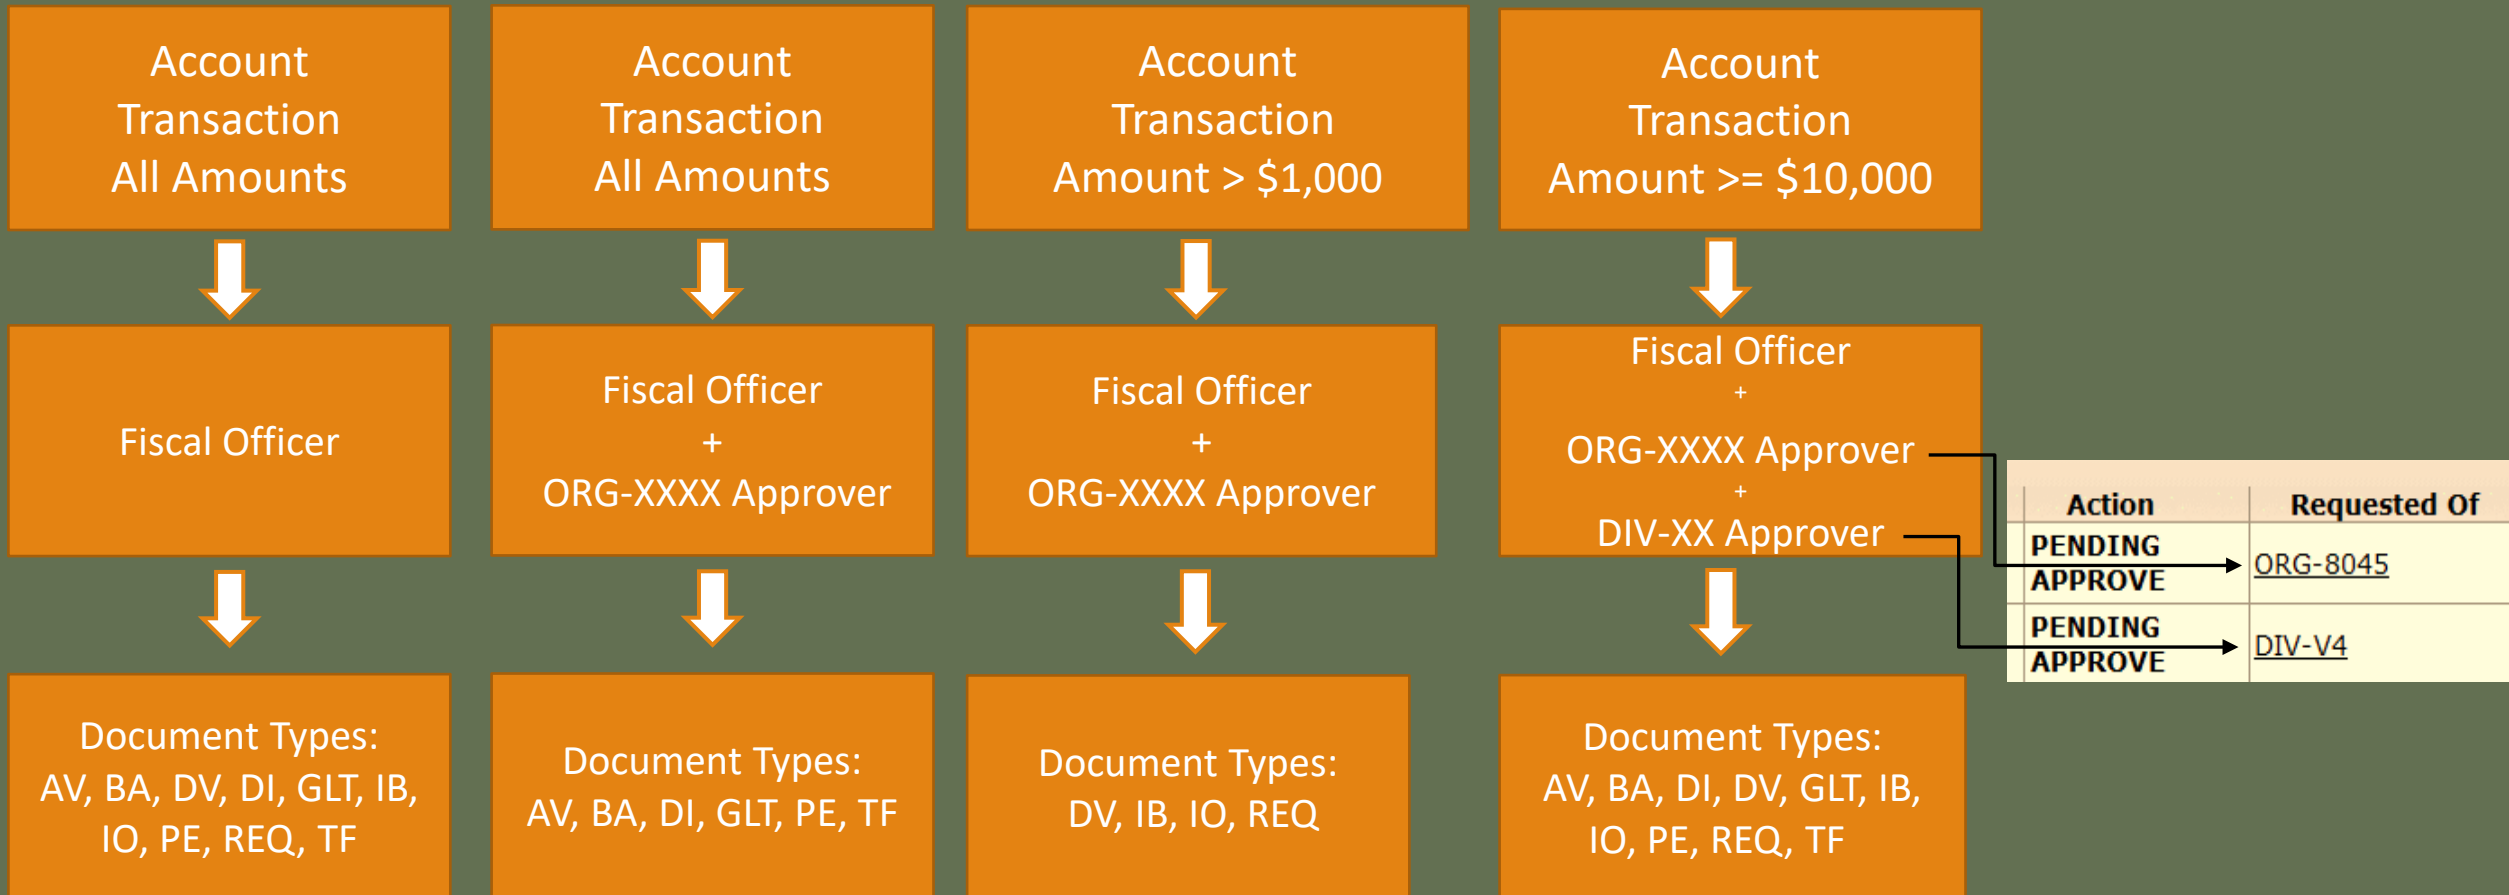 Account
Transaction
All Amounts
Account
Transaction
All Amounts
Account
Transaction
Amount > $1,000
Account
Transaction
Amount >= $10,000
Fiscal Officer
Fiscal Officer
+
ORG-XXXX Approver
Fiscal Officer
+
ORG-XXXX Approver
Fiscal Officer
+
ORG-XXXX Approver
+
DIV-XX Approver
Action Requested Of
PENDING
APPROVE
ORG-8045
PENDING
APPROVE
DIV-V4
Document Types:
AV, BA, DV, DI, GLT, IB,
IO, PE, REQ, TF
Document Types:
AV, BA, DI, GLT, PE, TF
Document Types:
DV, IB, IO, REQ
Document Types:
AV, BA, DI, DV, GLT, IB,
IO, PE, REQ, TF